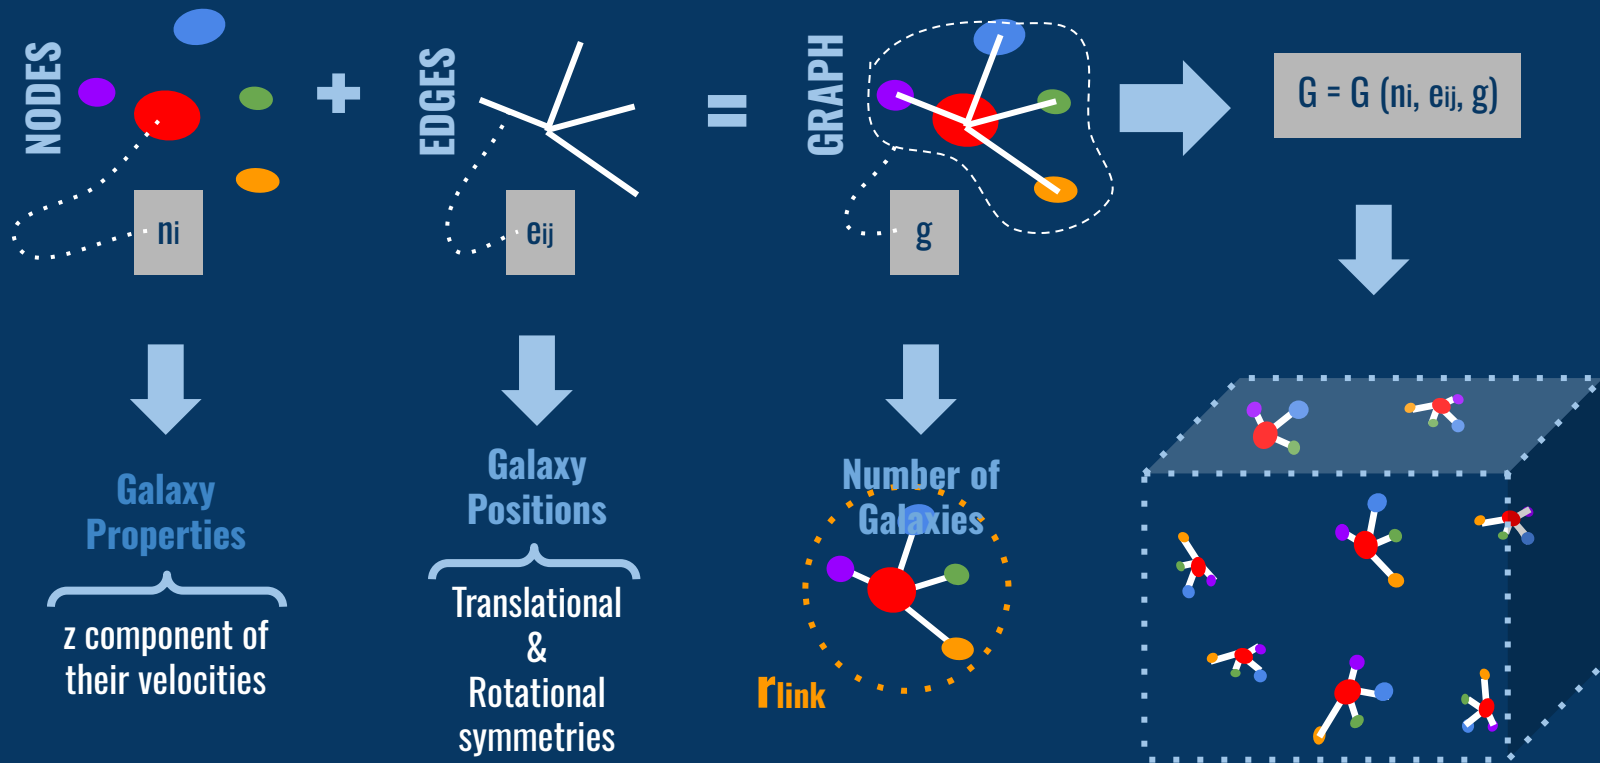 NODES
+
EDGES
=
GRAPH
G = G (ni, eij, g)
ni
eij
g
Galaxy
Properties
z component of
their velocities
Galaxy
Positions
Translational
&
Rotational
symmetries
Number of
Galaxies
rlink